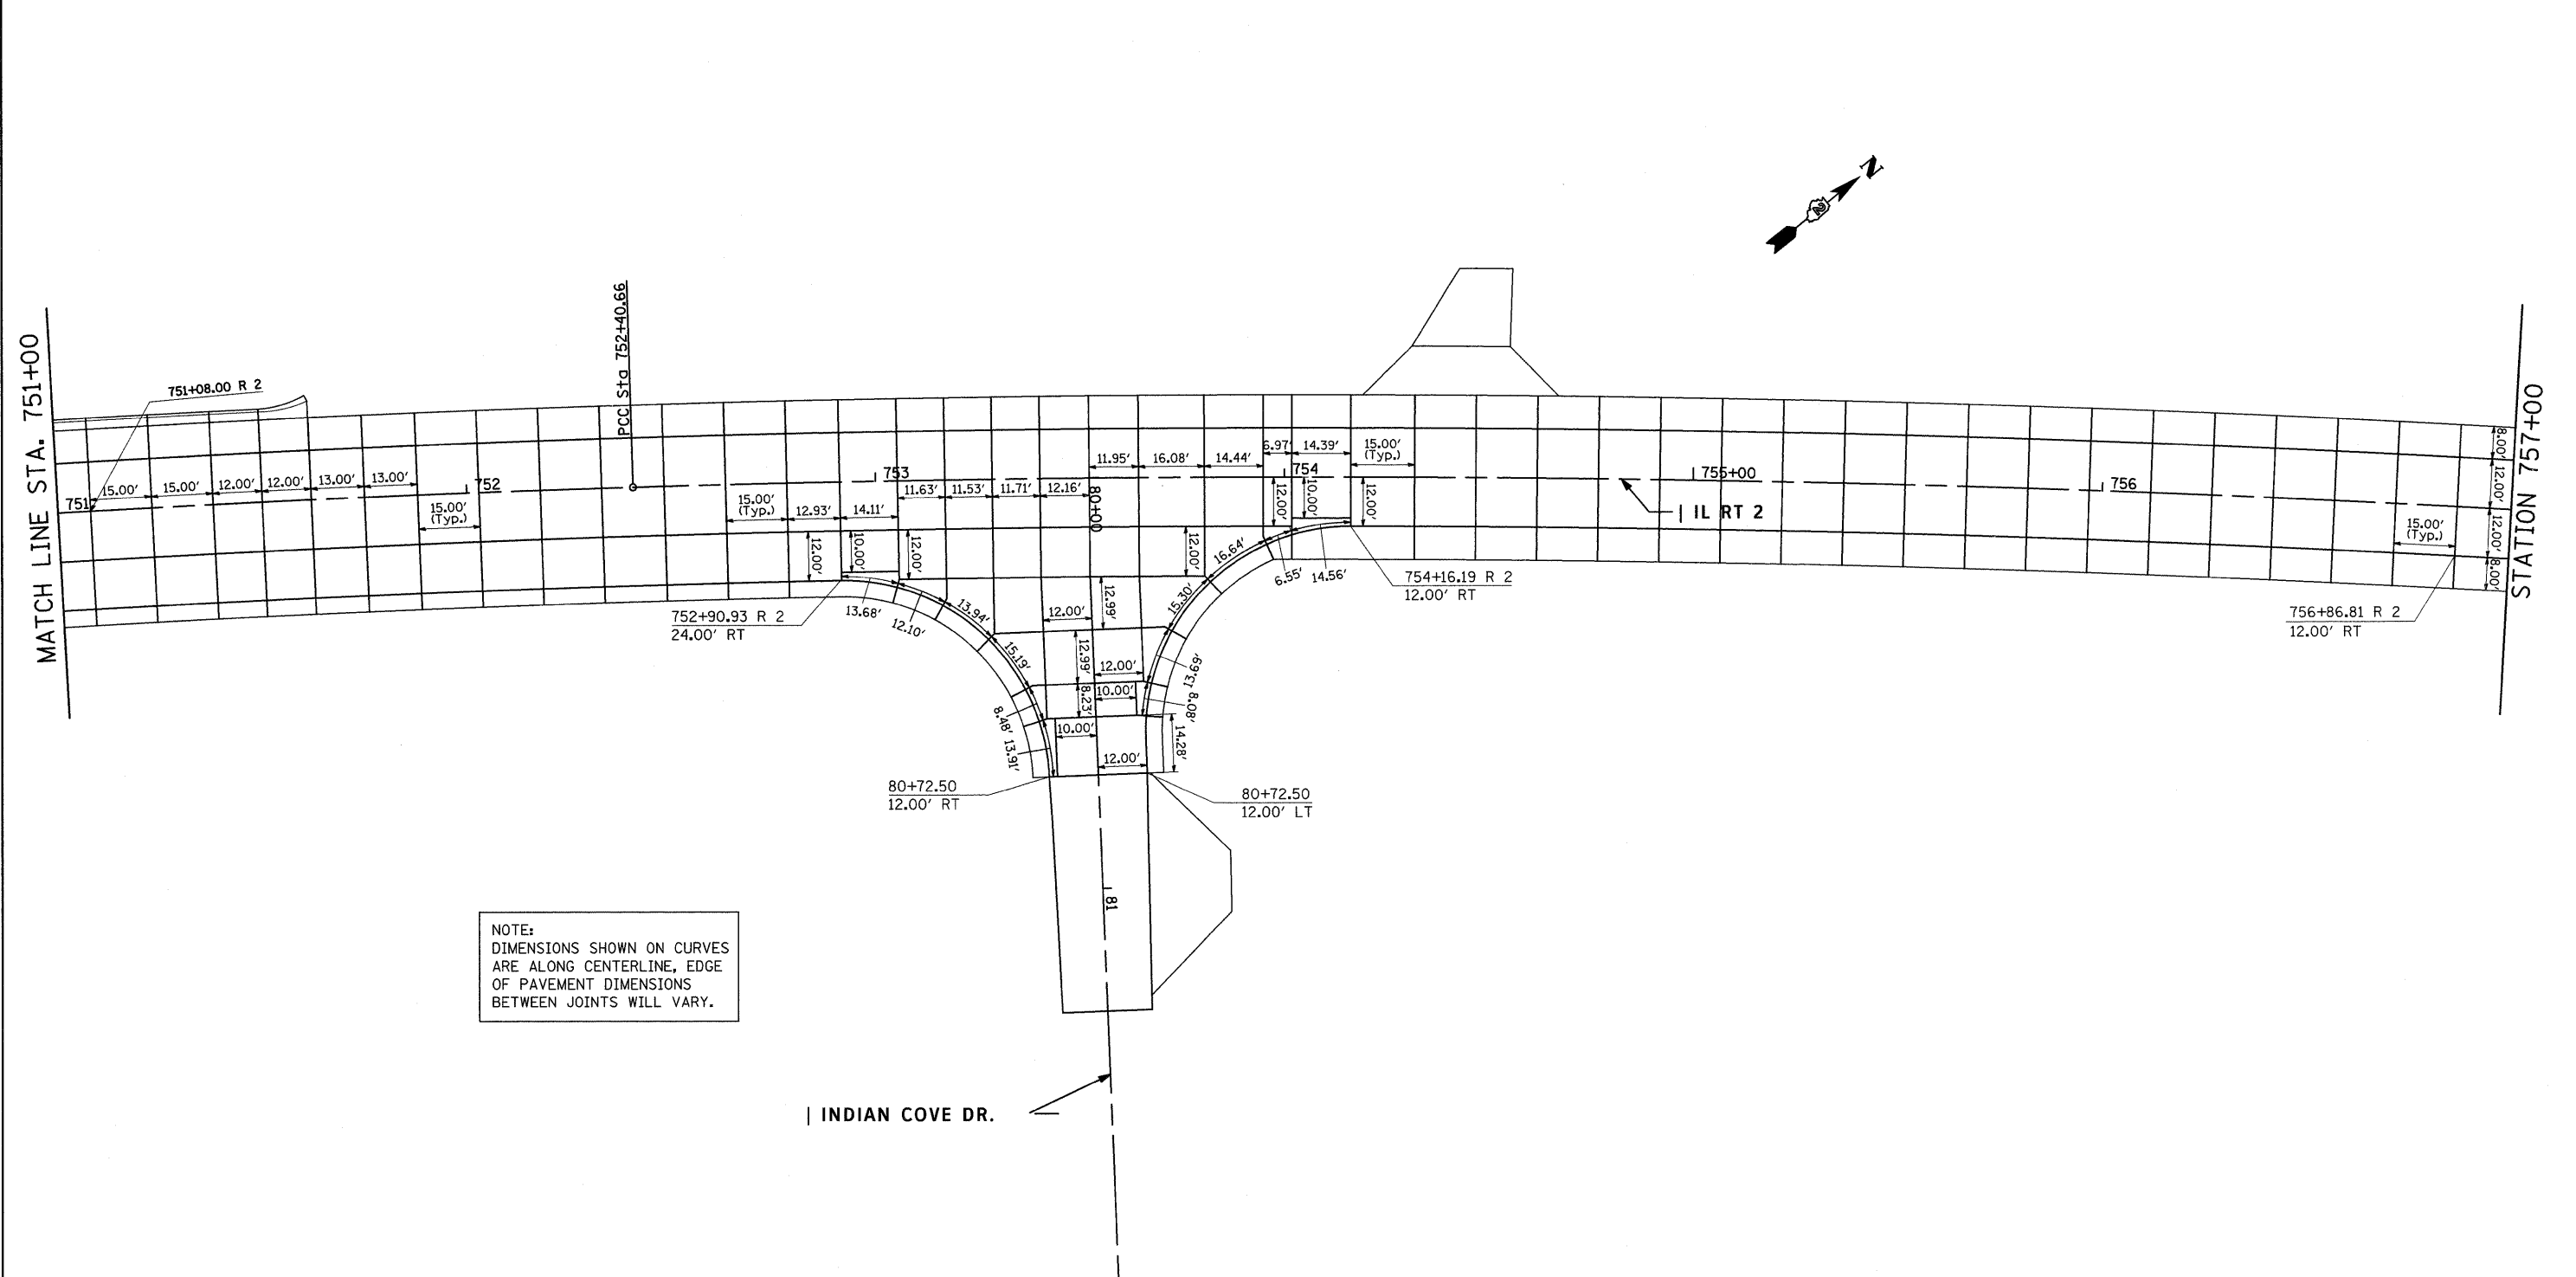 MATCH LINE STA. 751+00
751+08.00 R 2
751
15.00'
15.00'
12.00'
12.00'
13.00'
13.00'
752
15.00'
(Typ.)
PCC Sta 752+40.66
15.00'
(Typ.)
12.93'
14.11'
753
11.63'
11.53'
11.71'
12.16'
80+00
11.95'
16.08'
14.44'
6.97'
14.39'
15.00'
(Typ.)
754
12.00'
10.00'
12.00'
755+00
IL RT 2
756
15.00'
(Typ.)
8.00'
12.00'
12.00'
8.00'
STATION 757+00
12.00'
10.00'
12.00'
12.00'
752+90.93 R 2
24.00' RT
13.68'
12.10'
13.94'
15.19'
8.48'
13.91'
12.00'
12.99'
12.99'
12.00'
8.23'
10.00'
10.00'
12.00'
16.64'
6.55'
14.56'
15.30'
13.69'
8.08'
14.28'
754+16.19 R 2
12.00' RT
756+86.81 R 2
12.00' RT
80+72.50
12.00' RT
80+72.50
12.00' LT
81
NOTE:
DIMENSIONS SHOWN ON CURVES
ARE ALONG CENTERLINE, EDGE
OF PAVEMENT DIMENSIONS
BETWEEN JOINTS WILL VARY.
INDIAN COVE DR.
N
2